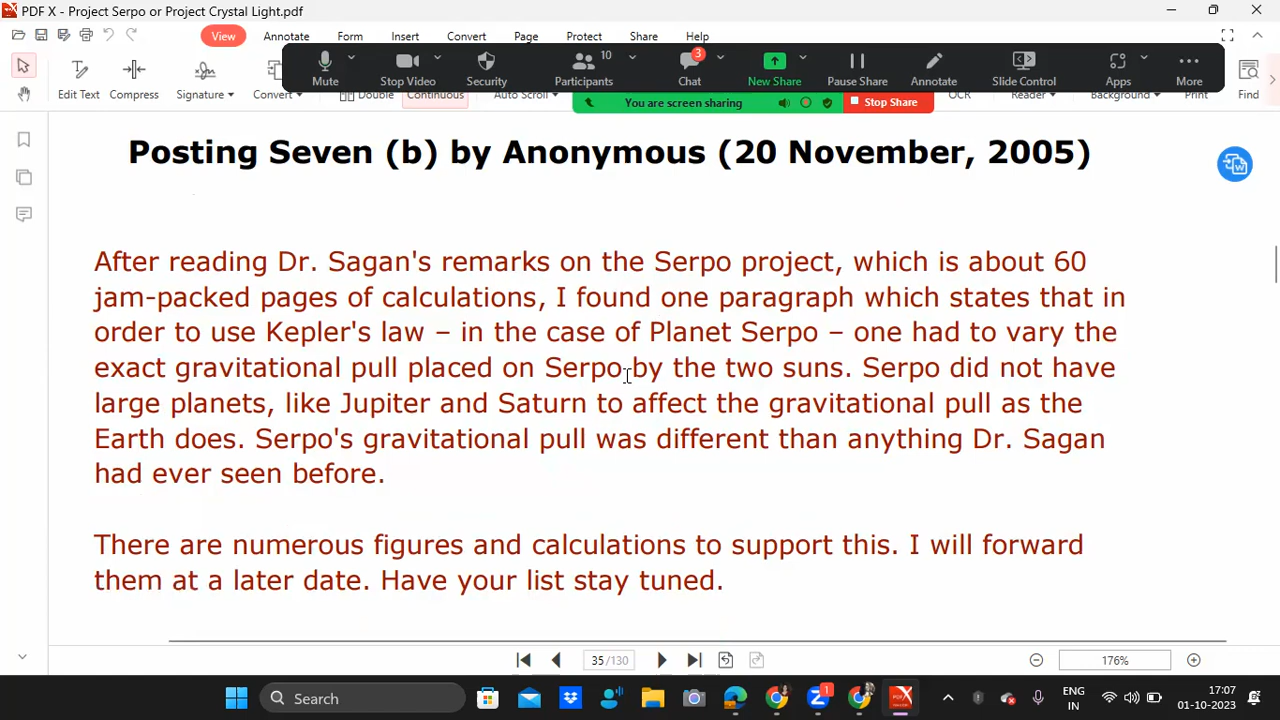 PDF X - Project Serpo or Project Crystal Light.pdf
View Annotate Form Insert Convert Page Protect Share Help
Mute Stop Video Security Participants 10 Chat 3 New Share Pause Share Annotate Slide Control Apps More
Edit Text Compress Signature Convert Double Continuous Auto Scroll OCR Reader Background Print Find
You are screen sharing Stop Share
Posting Seven (b) by Anonymous (20 November, 2005)
After reading Dr. Sagan's remarks on the Serpo project, which is about 60
jam-packed pages of calculations, I found one paragraph which states that in
order to use Kepler's law – in the case of Planet Serpo – one had to vary the
exact gravitational pull placed on Serpo by the two suns. Serpo did not have
large planets, like Jupiter and Saturn to affect the gravitational pull as the
Earth does. Serpo's gravitational pull was different than anything Dr. Sagan
had ever seen before.
There are numerous figures and calculations to support this. I will forward
them at a later date. Have your list stay tuned.
35/130 176%
Search 1 ENG 17:07
IN 01-10-2023